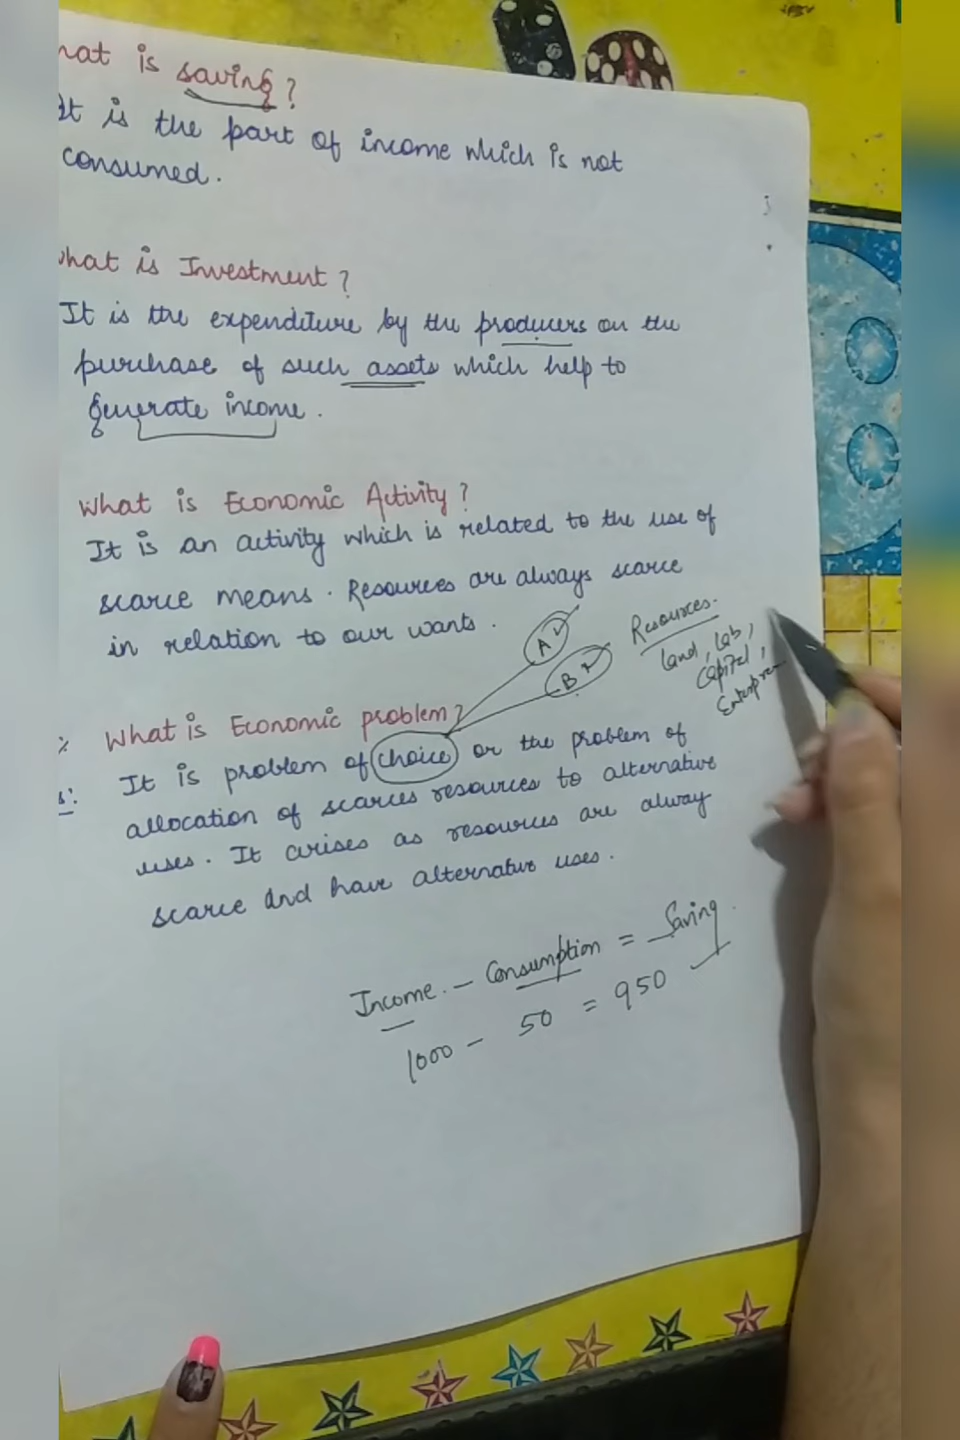 hat is saving?
It is the part of income which is not
consumed.
what is Investment?
It is the expenditure by the producers on the
purchase of such assets which help to
generate income.
What is Economic Activity?
It is an activity which is related to the use of
scarce means. Resources are always scarce
in relation to our wants.
A
B
Resources.
Land, Lab,
Capital,
What is Economic problem?
s: It is problem of choice or the problem of
allocation of scarces resources to alternative
uses. It arises as resources are alway
scarce and have alternative uses.
Income - Consumption = Saving.
1000 - 50 = 950